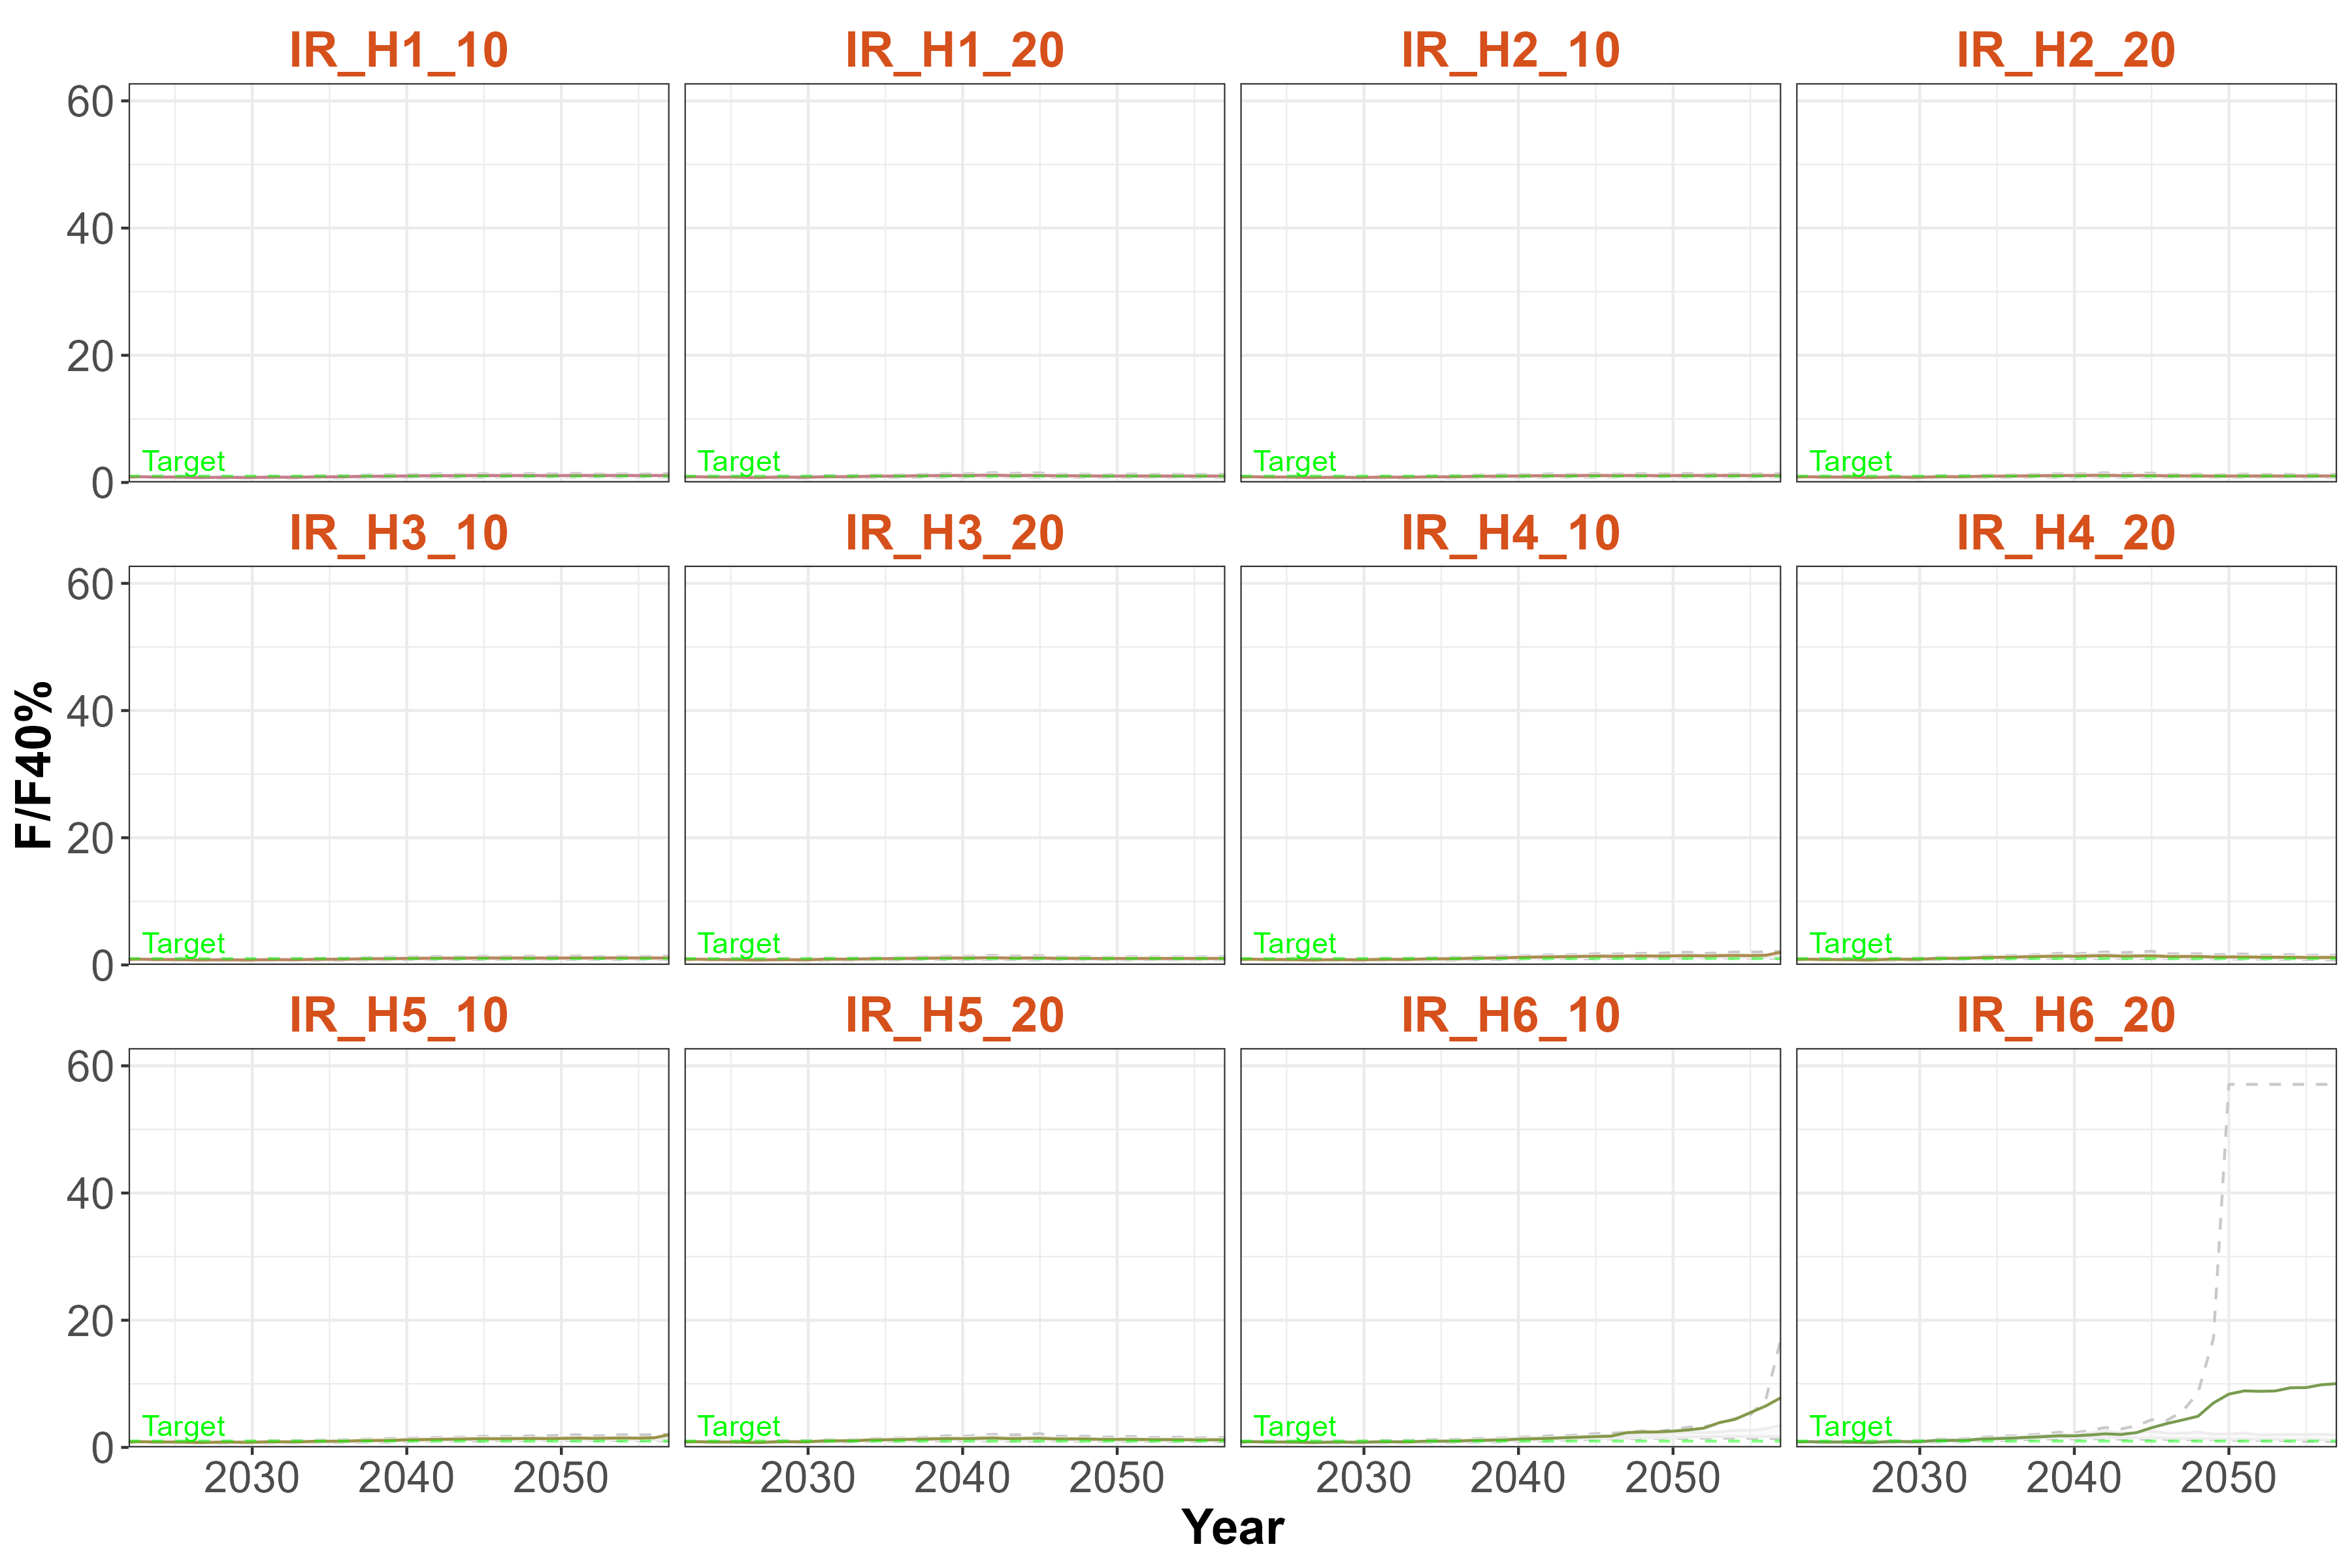 IR_H1_10 IR_H1_20 IR_H2_10 IR_H2_20
60
40
20
0
Target Target Target Target
IR_H3_10 IR_H3_20 IR_H4_10 IR_H4_20
60
40
20
0
Target Target Target Target
F/F40%
IR_H5_10 IR_H5_20 IR_H6_10 IR_H6_20
60
40
20
0
Target Target Target Target
2030 2040 2050 2030 2040 2050 2030 2040 2050 2030 2040 2050
Year